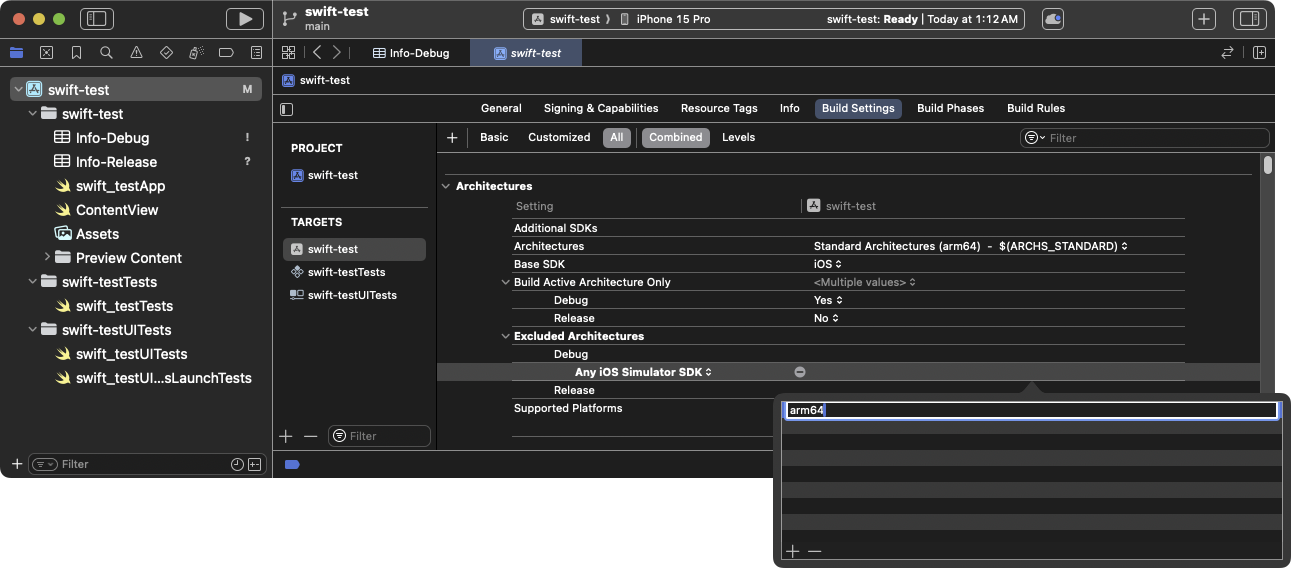 swift-test
main
swift-test ⟩ iPhone 15 Pro
swift-test: Ready | Today at 1:12 AM
Info-Debug
swift-test
swift-test
swift-test M
swift-test
Info-Debug !
Info-Release ?
swift_testApp
ContentView
Assets
Preview Content
swift-testTests
swift_testTests
swift-testUITests
swift_testUITests
swift_testUI...sLaunchTests
Filter
General Signing & Capabilities Resource Tags Info Build Settings Build Phases Build Rules
PROJECT
swift-test
TARGETS
swift-test
swift-testTests
swift-testUITests
Filter
+ Basic Customized All Combined Levels
Filter
Architectures
Setting swift-test
Additional SDKs
Architectures Standard Architectures (arm64) - $(ARCHS_STANDARD)
Base SDK iOS
Build Active Architecture Only <Multiple values>
Debug Yes
Release No
Excluded Architectures
Debug
Any iOS Simulator SDK
Release
Supported Platforms
arm64